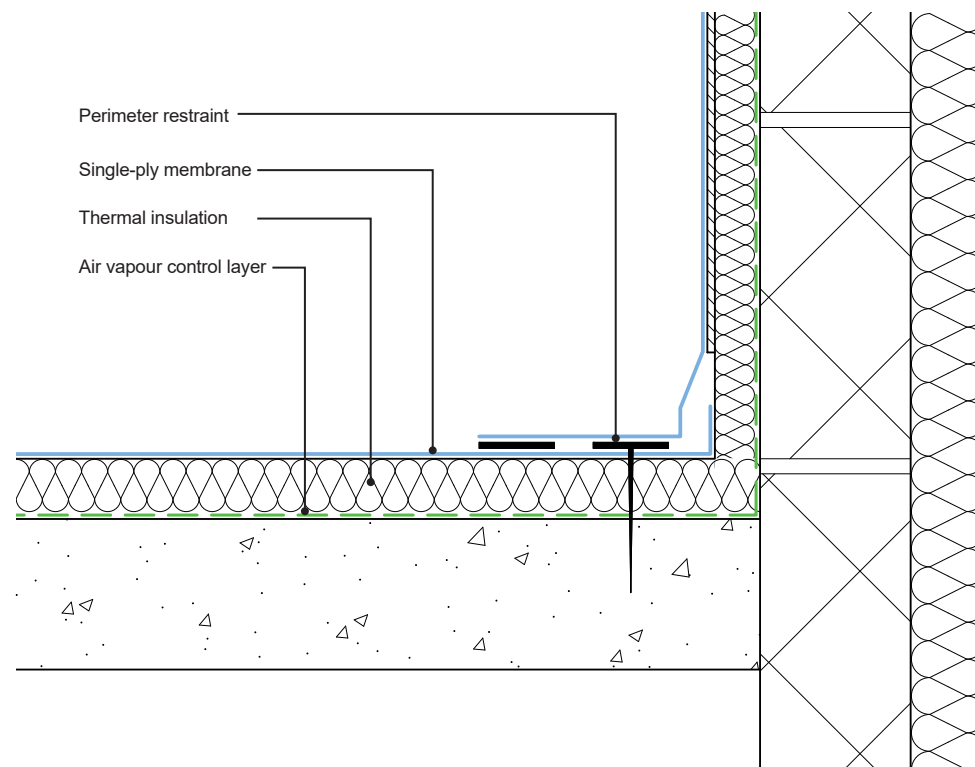 Perimeter restraint
Single-ply membrane
Thermal insulation
Air vapour control layer